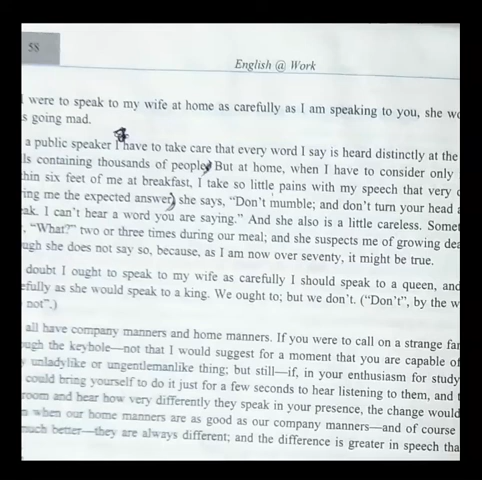 58
English @ Work
I were to speak to my wife at home as carefully as I am speaking to you, she
s going mad.
a public speaker I have to take care that every word I say is heard distinctly at the
ls containing thousands of people. But at home, when I have to consider only
hin six feet of me at breakfast, I take so little pains with my speech that very
ing me the expected answer, she says, “Don't mumble; and don't turn your head
ak. I can't hear a word you are saying.” And she also is a little careless. Somet
, “What?” two or three times during our meal; and she suspects me of growing dea
ugh she does not say so, because, as I am now over seventy, it might be true.
doubt I ought to speak to my wife as carefully I should speak to a queen, and
efully as she would speak to a king. We ought to; but we don't. (“Don't”, by the w
not”.)
all have company manners and home manners. If you were to call on a strange fam
ugh the keyhole—not that I would suggest for a moment that you are capable of
unladylike or ungentlemanlike thing; but still—if, in your enthusiasm for study
could bring yourself to do it just for a few seconds to hear listening to them, and
room and hear how very differently they speak in your presence, the change would
when our home manners are as good as our company manners—and of course
much better—they are always different; and the difference is greater in speech tha